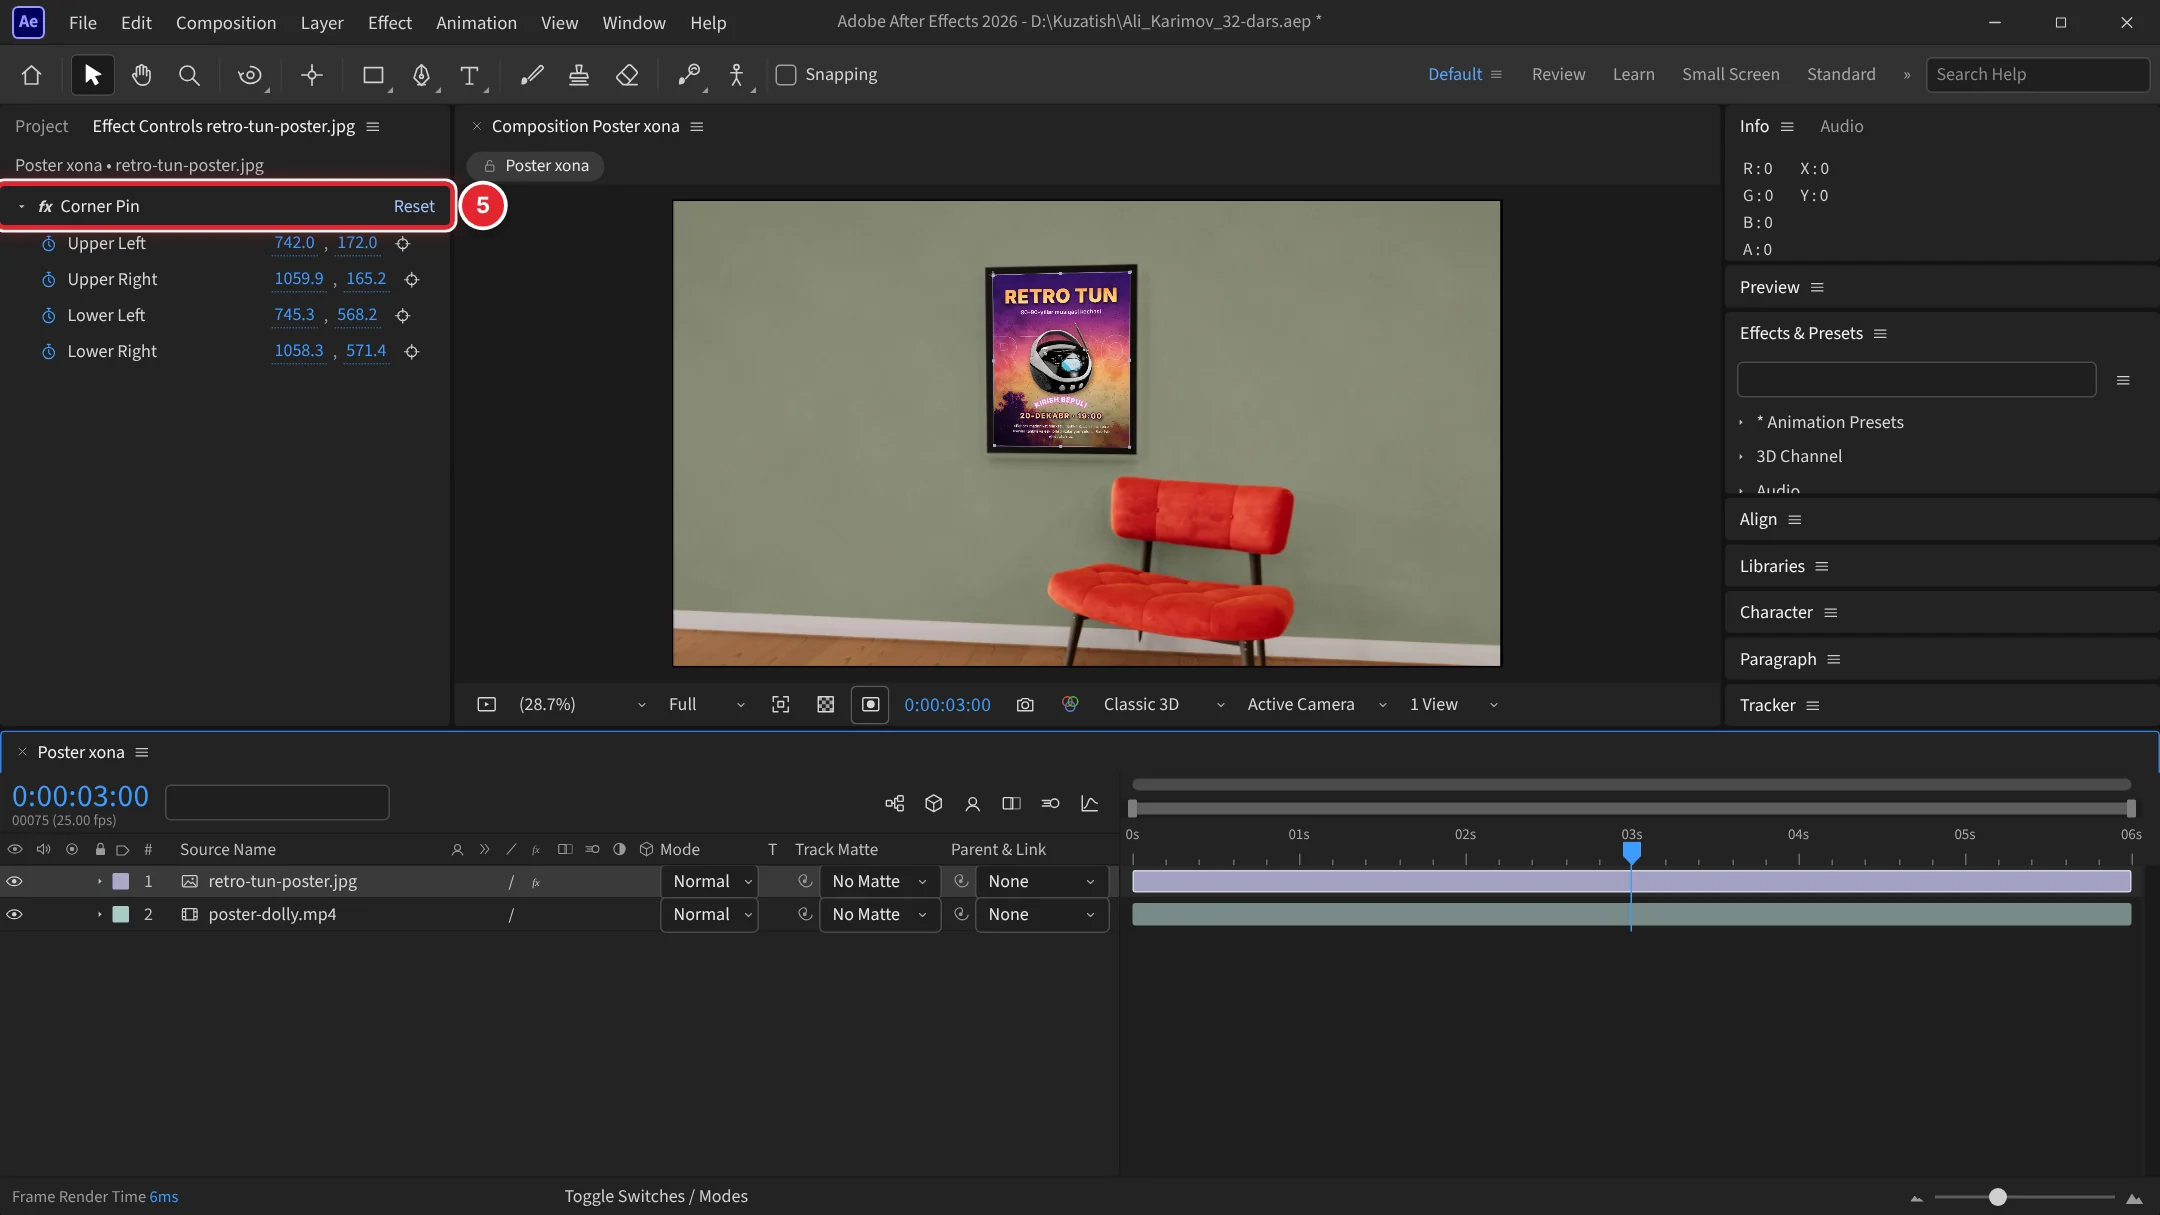 Ae File Edit Composition Layer Effect Animation View Window Help Adobe After Effects 2026 - D:\Kuzatish\Ali_Karimov_32-dars.aep *
Snapping Default Review Learn Small Screen Standard » Search Help
Project Effect Controls retro-tun-poster.jpg
Poster xona • retro-tun-poster.jpg
fx Corner Pin Reset 5
Upper Left 742.0 , 172.0
Upper Right 1059.9 , 165.2
Lower Left 745.3 , 568.2
Lower Right 1058.3 , 571.4
Composition Poster xona
Poster xona
RETRO TUN
KIRISH BEPUL!
20-DEKABR · 19:00
(28.7%) Full 0:00:03:00 Classic 3D Active Camera 1 View
Info Audio
R : 0 X : 0
G : 0 Y : 0
B : 0
A : 0
Preview
Effects & Presets
* Animation Presets
3D Channel
Audio
Align
Libraries
Character
Paragraph
Tracker
Poster xona
0:00:03:00
00075 (25.00 fps)
0s 01s 02s 03s 04s 05s 06s
# Source Name fx Mode T Track Matte Parent & Link
1 retro-tun-poster.jpg / fx Normal No Matte None
2 poster-dolly.mp4 / Normal No Matte None
Frame Render Time 6ms Toggle Switches / Modes